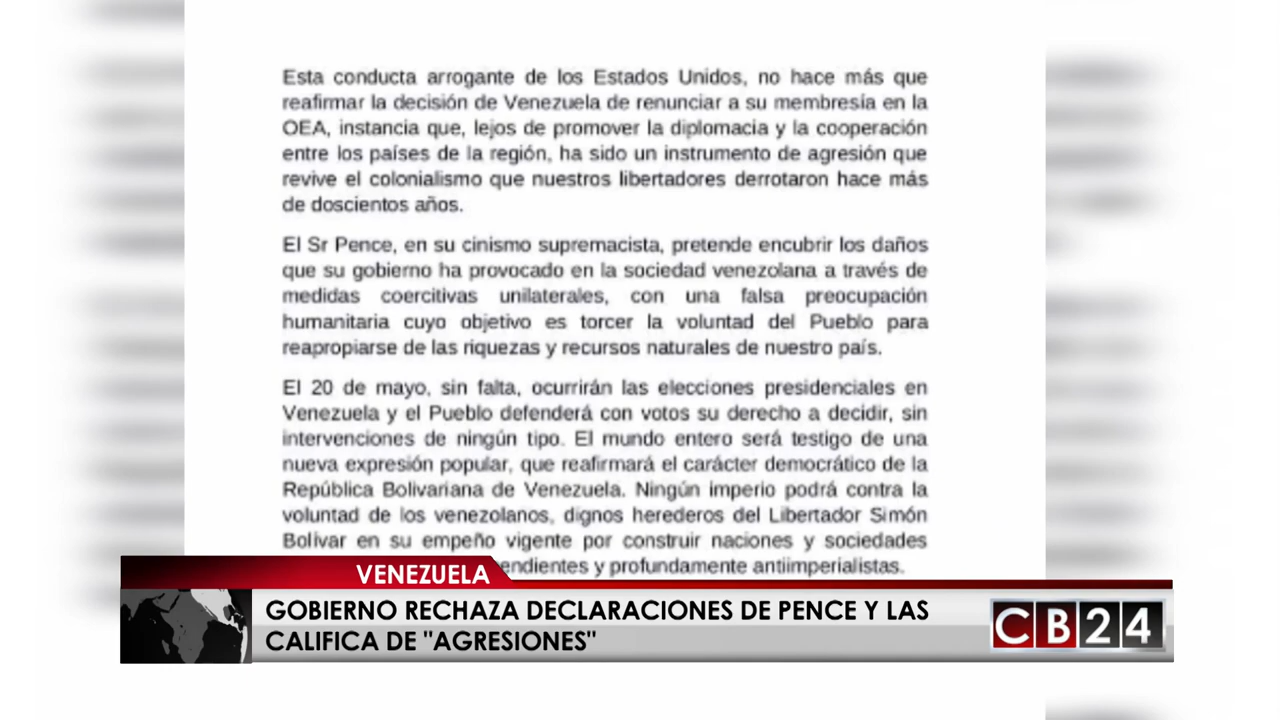 Esta conducta arrogante de los Estados Unidos, no hace más que
reafirmar la decisión de Venezuela de renunciar a su membresía en la
OEA, instancia que, lejos de promover la diplomacia y la cooperación
entre los países de la región, ha sido un instrumento de agresión que
revive el colonialismo que nuestros libertadores derrotaron hace más
de doscientos años.
El Sr Pence, en su cinismo supremacista, pretende encubrir los daños
que su gobierno ha provocado en la sociedad venezolana a través de
medidas coercitivas unilaterales, con una falsa preocupación
humanitaria cuyo objetivo es torcer la voluntad del Pueblo para
reapropiarse de las riquezas y recursos naturales de nuestro país.
El 20 de mayo, sin falta, ocurrirán las elecciones presidenciales en
Venezuela y el Pueblo defenderá con votos su derecho a decidir, sin
intervenciones de ningún tipo. El mundo entero será testigo de una
nueva expresión popular, que reafirmará el carácter democrático de la
República Bolivariana de Venezuela. Ningún imperio podrá contra la
voluntad de los venezolanos, dignos herederos del Libertador Simón
Bolívar en su empeño vigente por construir naciones y sociedades
endientes y profundamente antiimperialistas.
VENEZUELA
GOBIERNO RECHAZA DECLARACIONES DE PENCE Y LAS
CALIFICA DE "AGRESIONES"
CB24